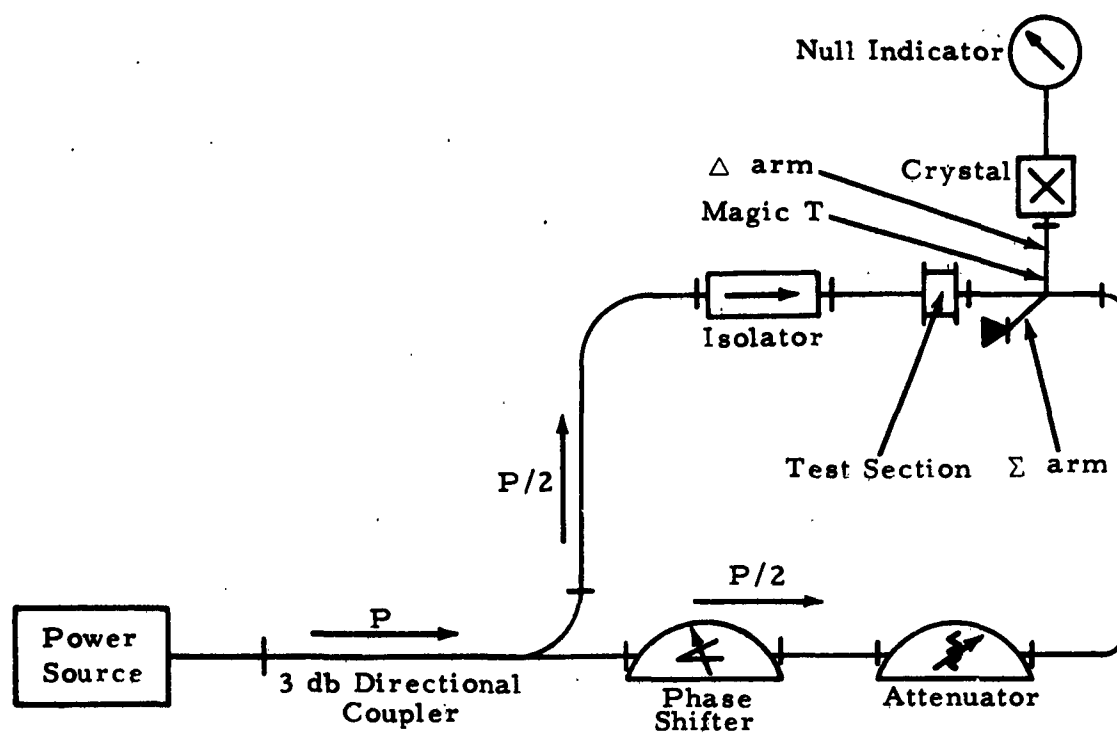 Null Indicator
△ arm
Crystal
Magic T
Isolator
Test Section
Σ arm
P/2
P/2
P
Power
Source
3 db Directional
Coupler
Phase
Shifter
Attenuator